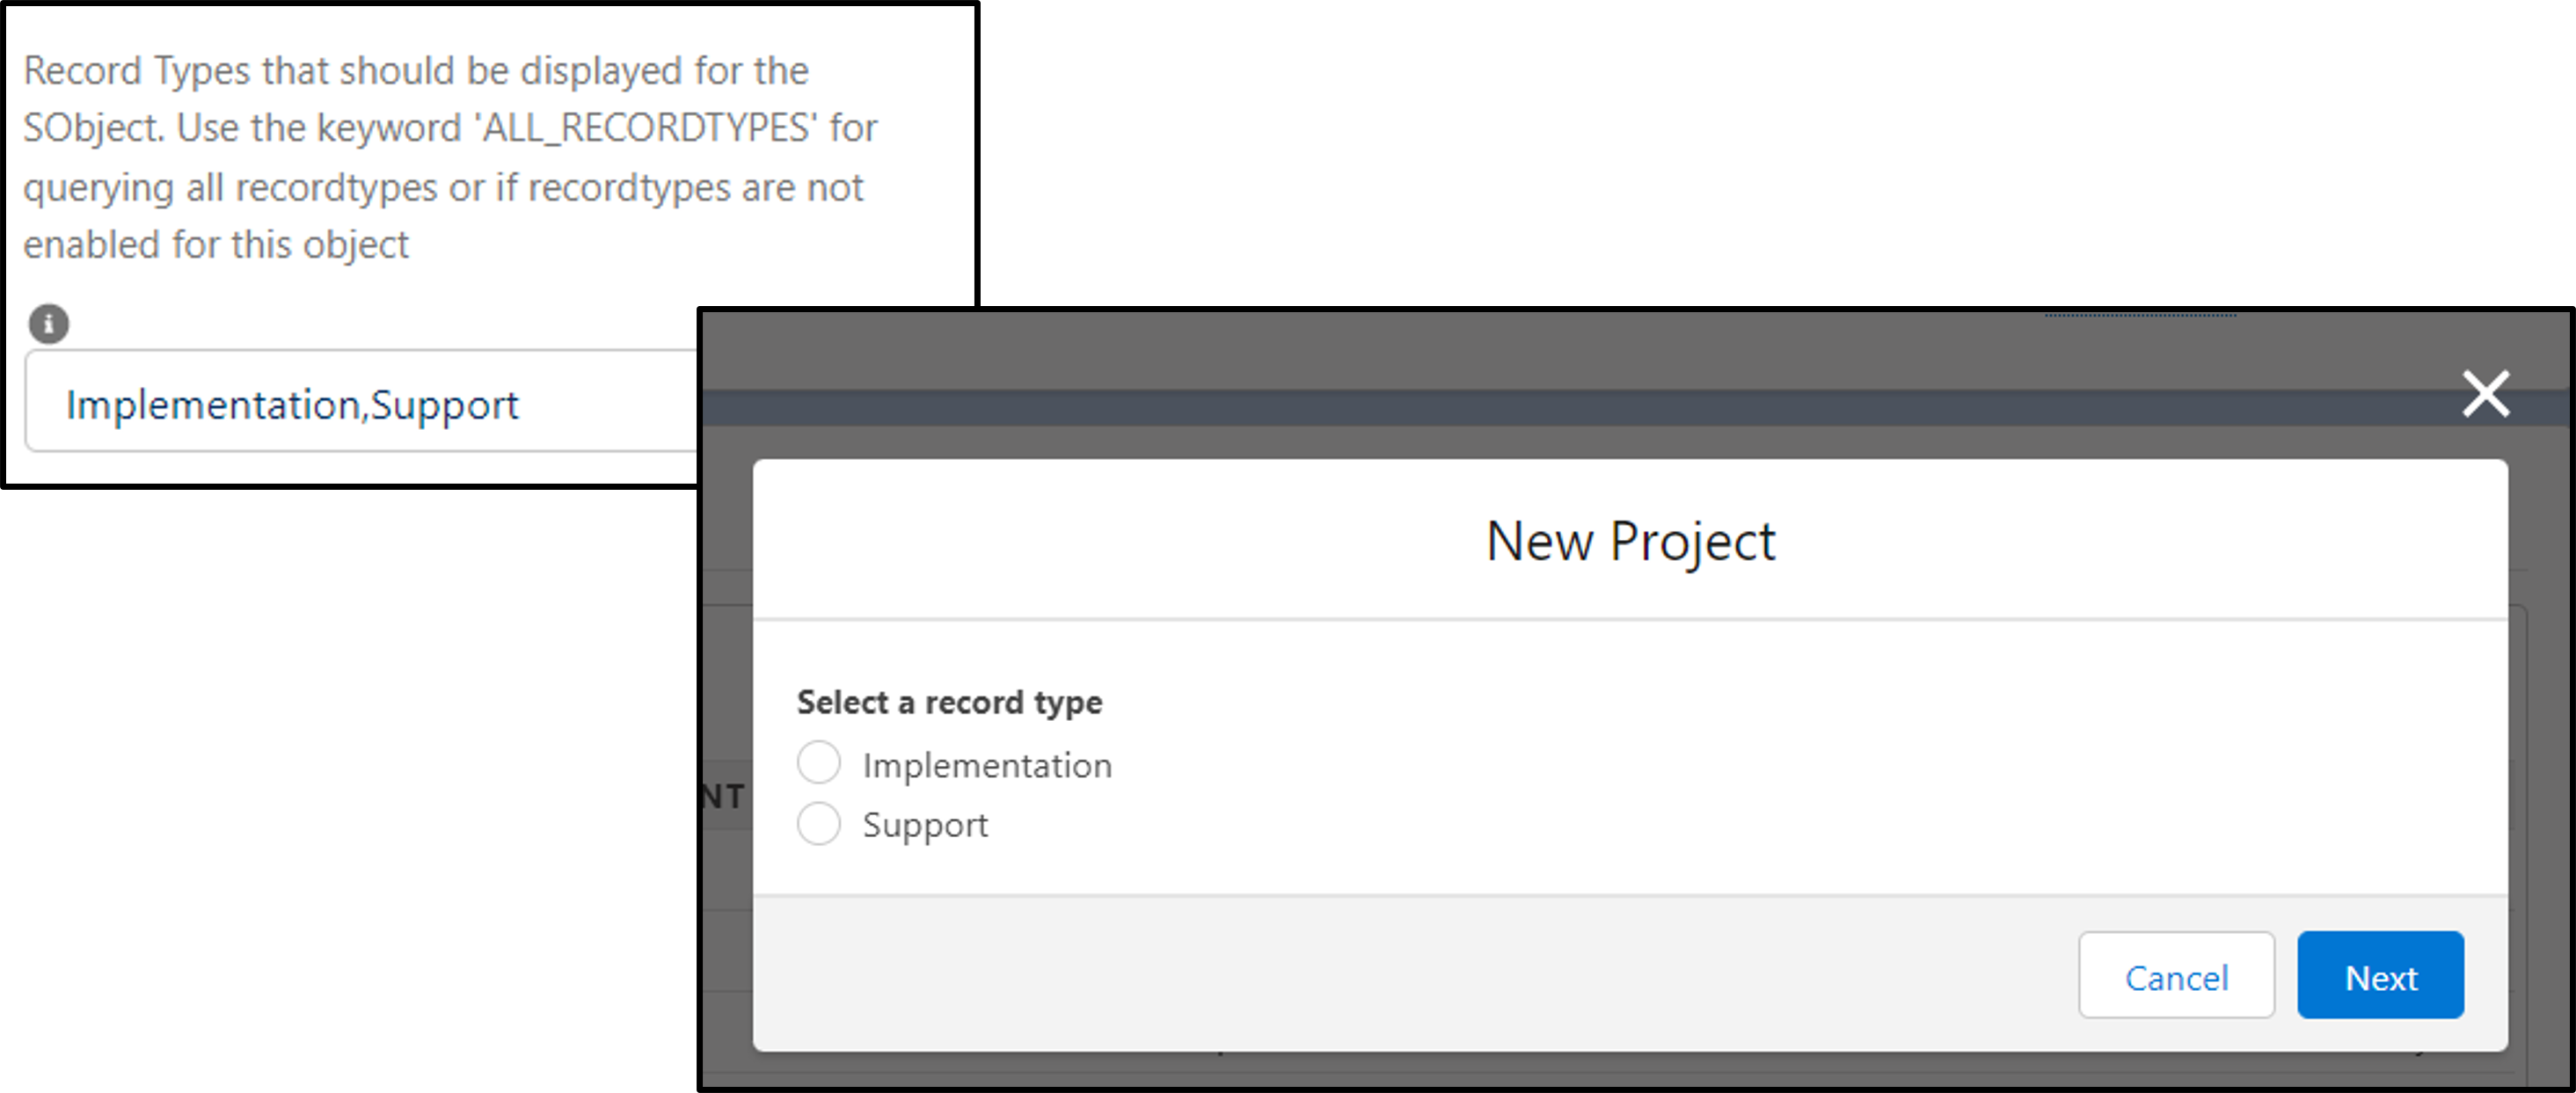 Record Types that should be displayed for the
SObject. Use the keyword 'ALL_RECORDTYPES' for
querying all recordtypes or if recordtypes are not
enabled for this object
Implementation,Support
New Project
Select a record type
Implementation
Support
NT
Cancel
Next